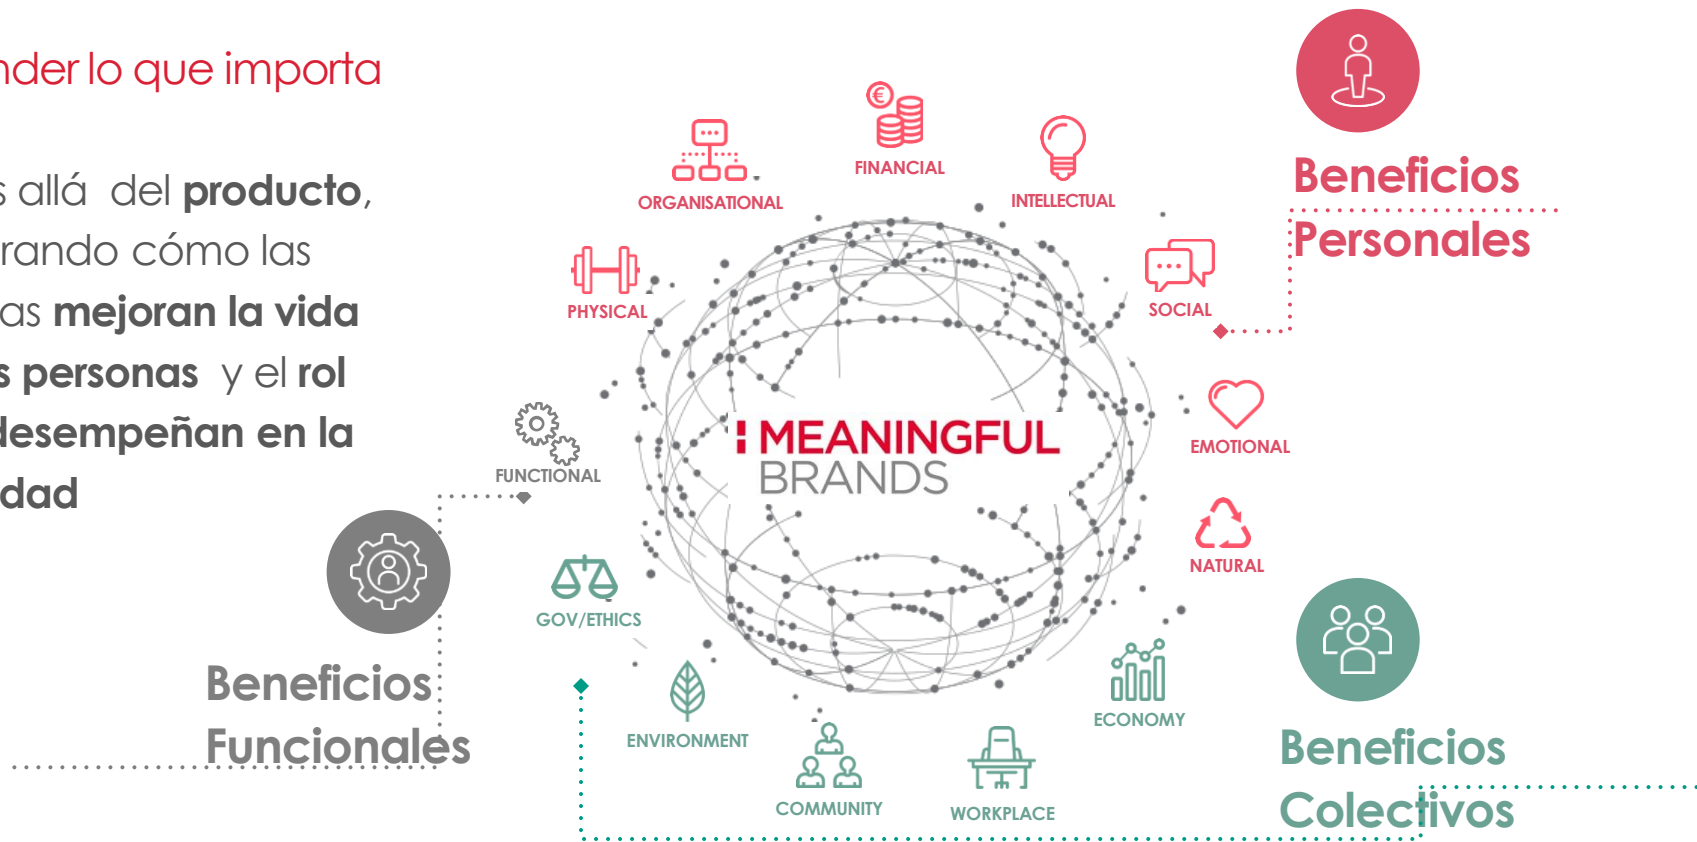 nder lo que importa
s allá del producto,
rando cómo las
as mejoran la vida
s personas y el rol
desempeñan en la
dad
FINANCIAL
ORGANISATIONAL
INTELLECTUAL
PHYSICAL
SOCIAL
FUNCTIONAL
EMOTIONAL
NATURAL
GOV/ETHICS
ENVIRONMENT
COMMUNITY
WORKPLACE
ECONOMY
MEANINGFUL
BRANDS
Beneficios
Personales
Beneficios
Funcionales
Beneficios
Colectivos